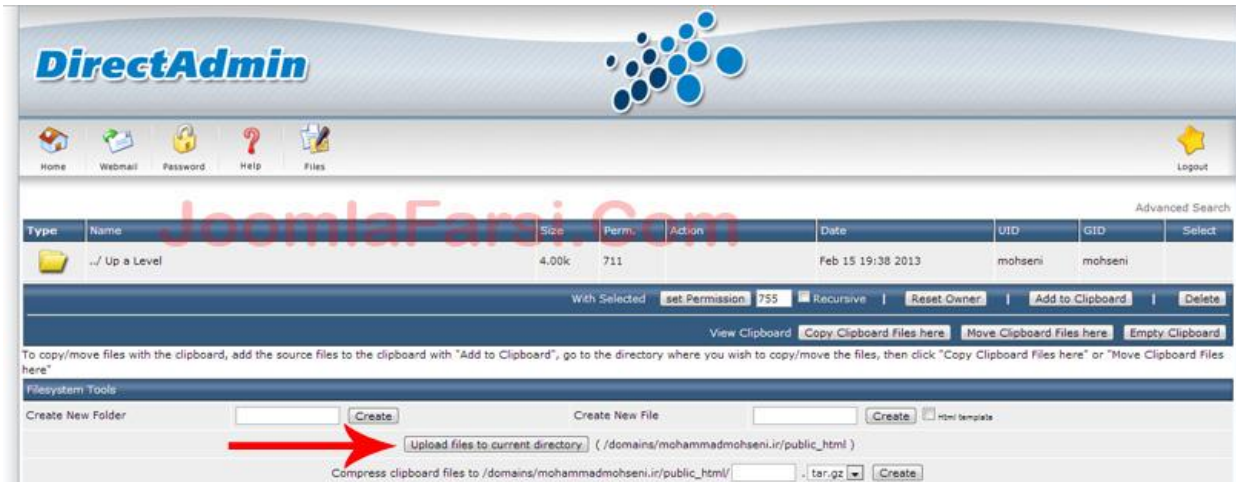 DirectAdmin
Home Webmail Password Help Files Logout
JoomlaFarsi.Com
Advanced Search
Type Name Size Perm. Action Date UID GID Select
../ Up a Level 4.00k 711 Feb 15 19:38 2013 mohseni mohseni
With Selected set Permission 755 Recursive | Reset Owner | Add to Clipboard | Delete
View Clipboard Copy Clipboard Files here Move Clipboard Files here Empty Clipboard
To copy/move files with the clipboard, add the source files to the clipboard with "Add to Clipboard", go to the directory where you wish to copy/move the files, then click "Copy Clipboard Files here" or "Move Clipboard Files
here"
Filesystem Tools
Create New Folder Create Create New File Create Html template
Upload files to current directory ( /domains/mohammadmohseni.ir/public_html )
Compress clipboard files to /domains/mohammadmohseni.ir/public_html/ . tar.gz Create